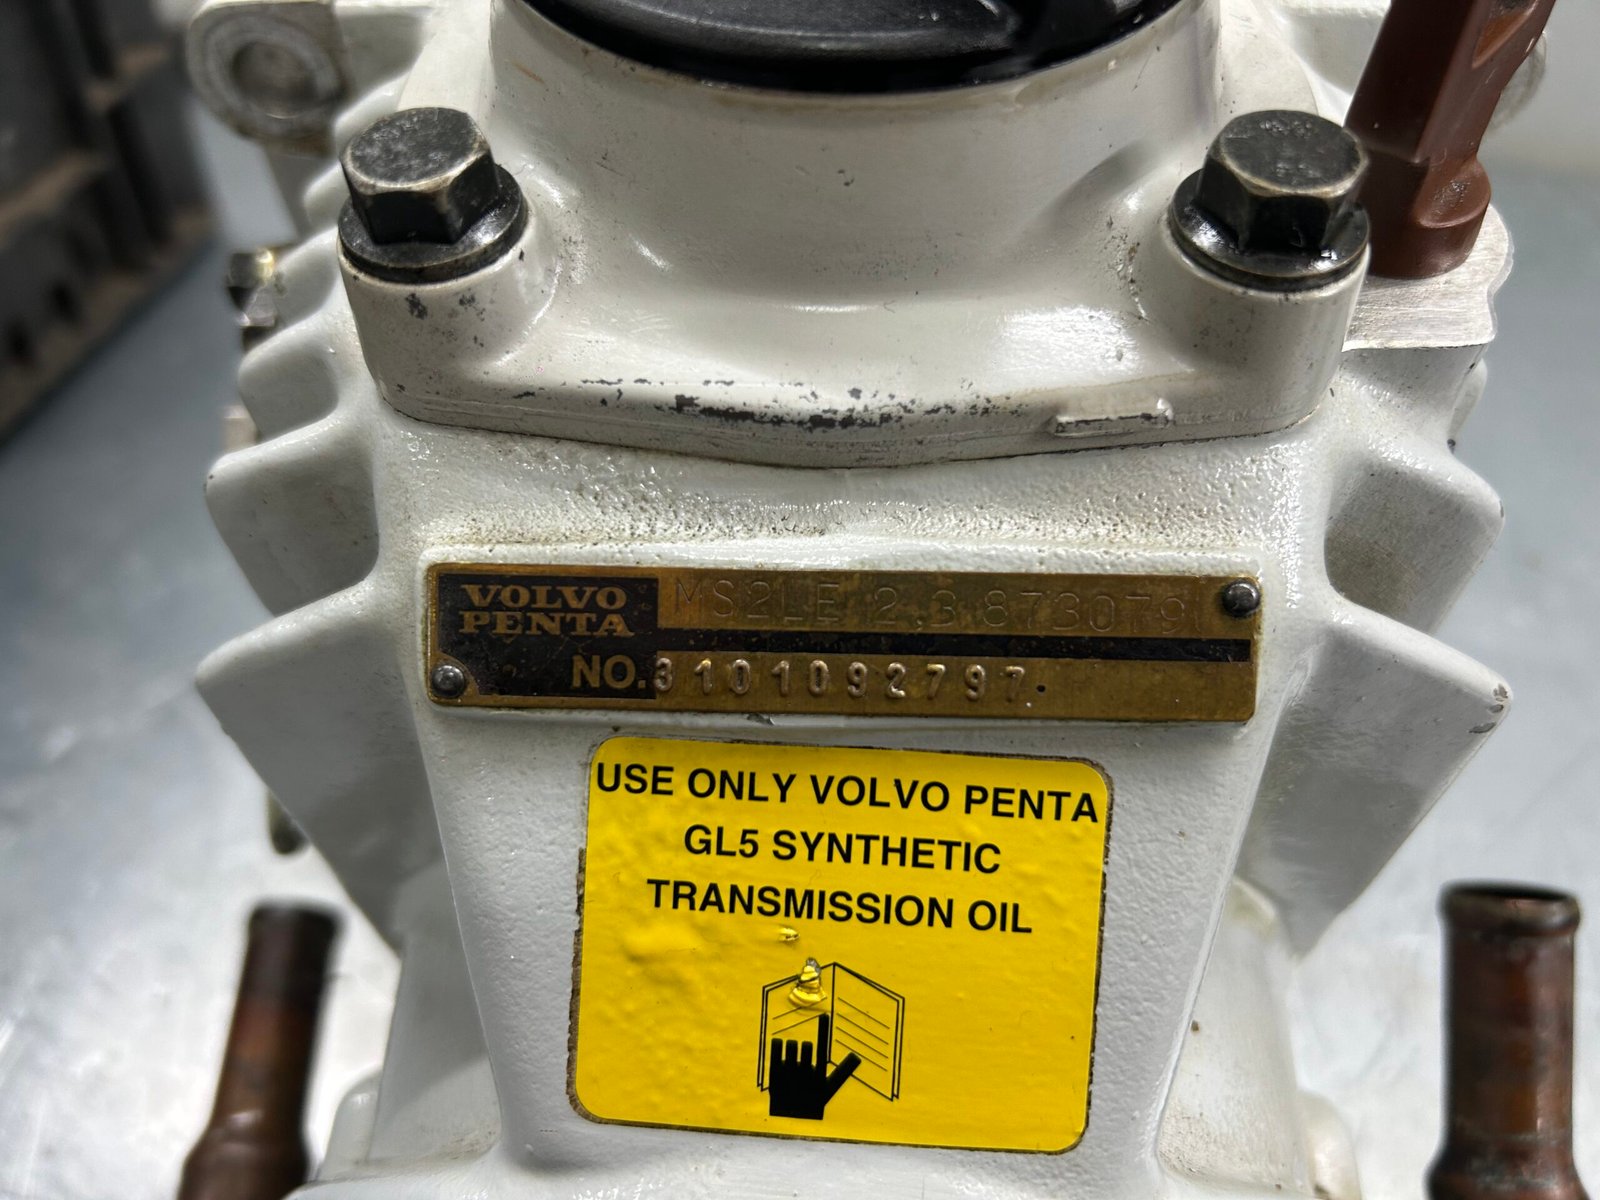 VOLVO
PENTA
MS2LE 2.3 873079
NO. 3101092797.
USE ONLY VOLVO PENTA
GL5 SYNTHETIC
TRANSMISSION OIL